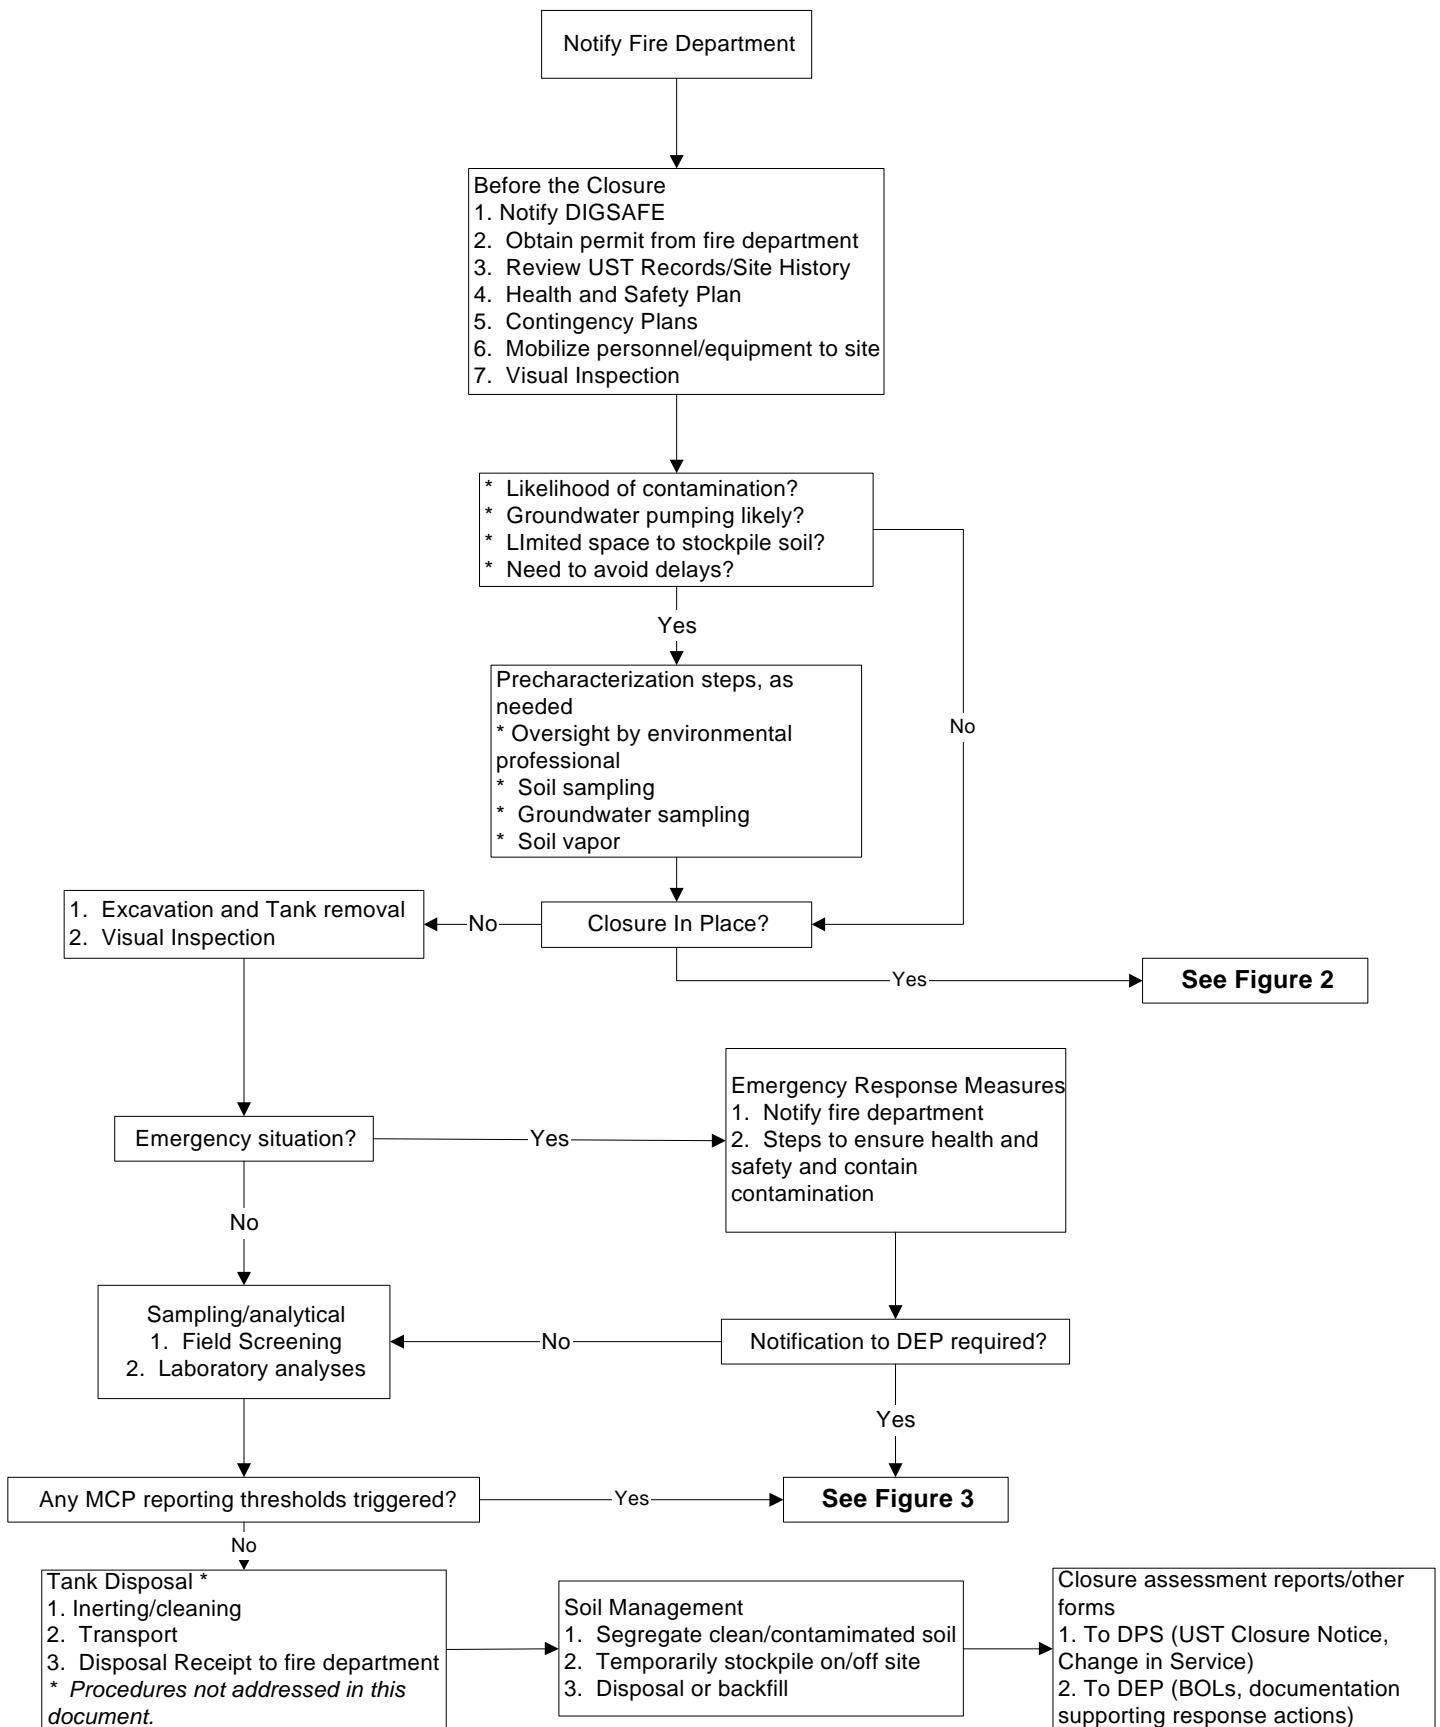 Notify Fire Department
Before the Closure
1. Notify DIGSAFE
2. Obtain permit from fire department
3. Review UST Records/Site History
4. Health and Safety Plan
5. Contingency Plans
6. Mobilize personnel/equipment to site
7. Visual Inspection
* Likelihood of contamination?
* Groundwater pumping likely?
* LImited space to stockpile soil?
* Need to avoid delays?
Yes
No
Precharacterization steps, as
needed
* Oversight by environmental
professional
* Soil sampling
* Groundwater sampling
* Soil vapor
1. Excavation and Tank removal
2. Visual Inspection
No
Closure In Place?
Yes
See Figure 2
Emergency situation?
Yes
Emergency Response Measures
1. Notify fire department
2. Steps to ensure health and
safety and contain
contamination
No
Sampling/analytical
1. Field Screening
2. Laboratory analyses
No
Notification to DEP required?
Yes
Any MCP reporting thresholds triggered?
Yes
See Figure 3
No
Tank Disposal *
1. Inerting/cleaning
2. Transport
3. Disposal Receipt to fire department
* Procedures not addressed in this
document.
Soil Management
1. Segregate clean/contamimated soil
2. Temporarily stockpile on/off site
3. Disposal or backfill
Closure assessment reports/other
forms
1. To DPS (UST Closure Notice,
Change in Service)
2. To DEP (BOLs, documentation
supporting response actions)